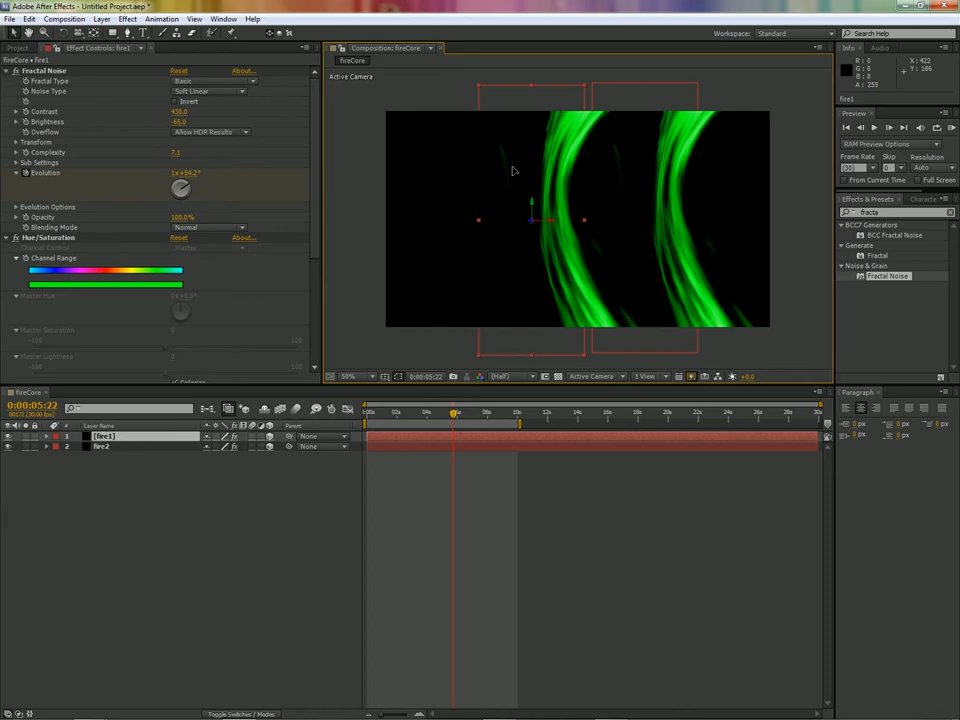 Adobe After Effects - Untitled Project.aep *
File Edit Composition Layer Effect Animation View Window Help
Workspace: Standard Search Help
Project Effect Controls: fire1
fireCore • fire1
Fractal Noise Reset About...
Fractal Type Basic
Noise Type Soft Linear
Invert
Contrast 438.0
Brightness -65.0
Overflow Allow HDR Results
Transform
Complexity 7.1
Sub Settings
Evolution 1x+54.2°
Evolution Options
Opacity 100.0%
Blending Mode Normal
Hue/Saturation Reset About...
Channel Control Master
Channel Range
Master Hue 0x+0.0°
Master Saturation 0
-100 100
Master Lightness 0
-100 100
Colorize
Composition: fireCore
fireCore
Active Camera
50% 0:00:05:22 (Half) Active Camera 1 View +0.0
Info Audio
R: 0 X: 422
G: 0 Y: 186
B: 0
A: 255
fire1
Preview
RAM Preview Options
Frame Rate Skip Resolution
(30) 0 Auto
From Current Time Full Screen
Effects & Presets Characte
fracta
BCC7 Generators
BCC Fractal Noise
Generate
Fractal
Noise & Grain
Fractal Noise
fireCore
0:00:05:22
00172 (30.00 fps)
# Layer Name Parent
1 [fire1] None
2 fire2 None
02s 04s 08s 10s 12s 14s 16s 18s 20s 22s 24s 26s 28s 30s
Toggle Switches / Modes
Paragraph
0 px 0 px 0 px
0 px 0 px